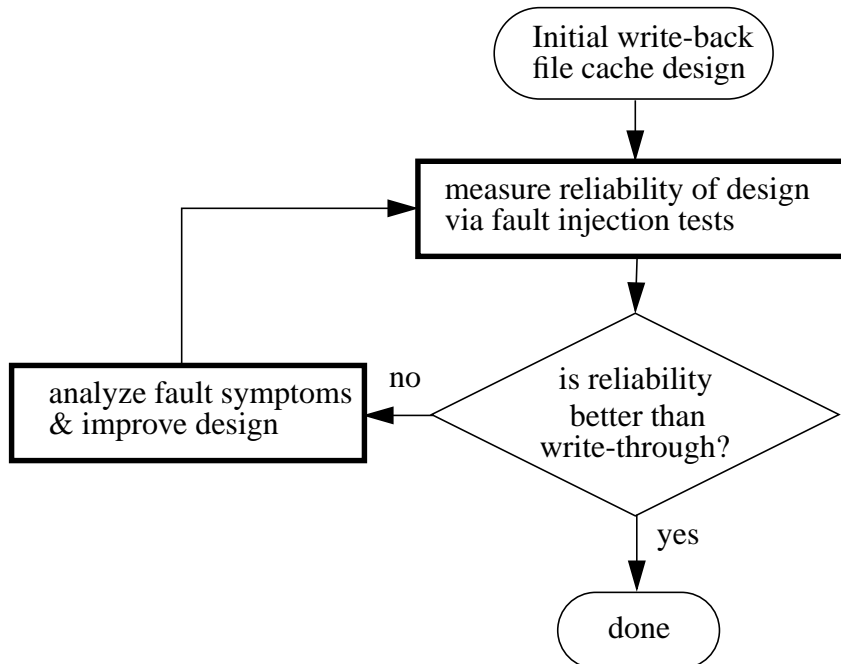 Initial write-back
file cache design
measure reliability of design
via fault injection tests
analyze fault symptoms
& improve design
no
is reliability
better than
write-through?
yes
done